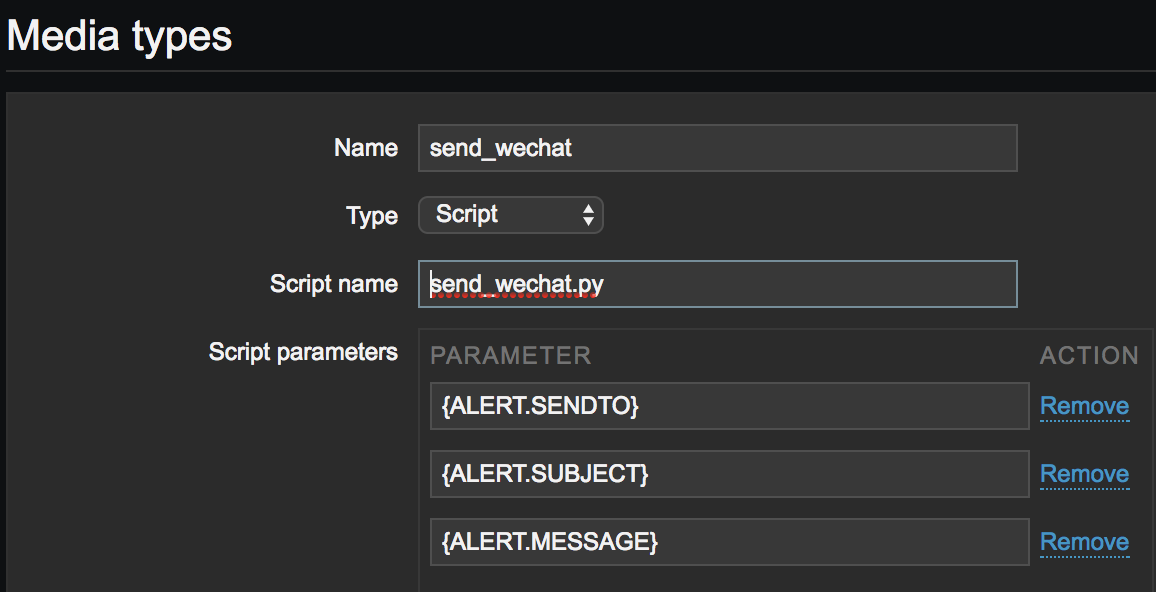 Media types
Name send_wechat
Type Script
Script name send_wechat.py
Script parameters PARAMETER ACTION
{ALERT.SENDTO} Remove
{ALERT.SUBJECT} Remove
{ALERT.MESSAGE} Remove